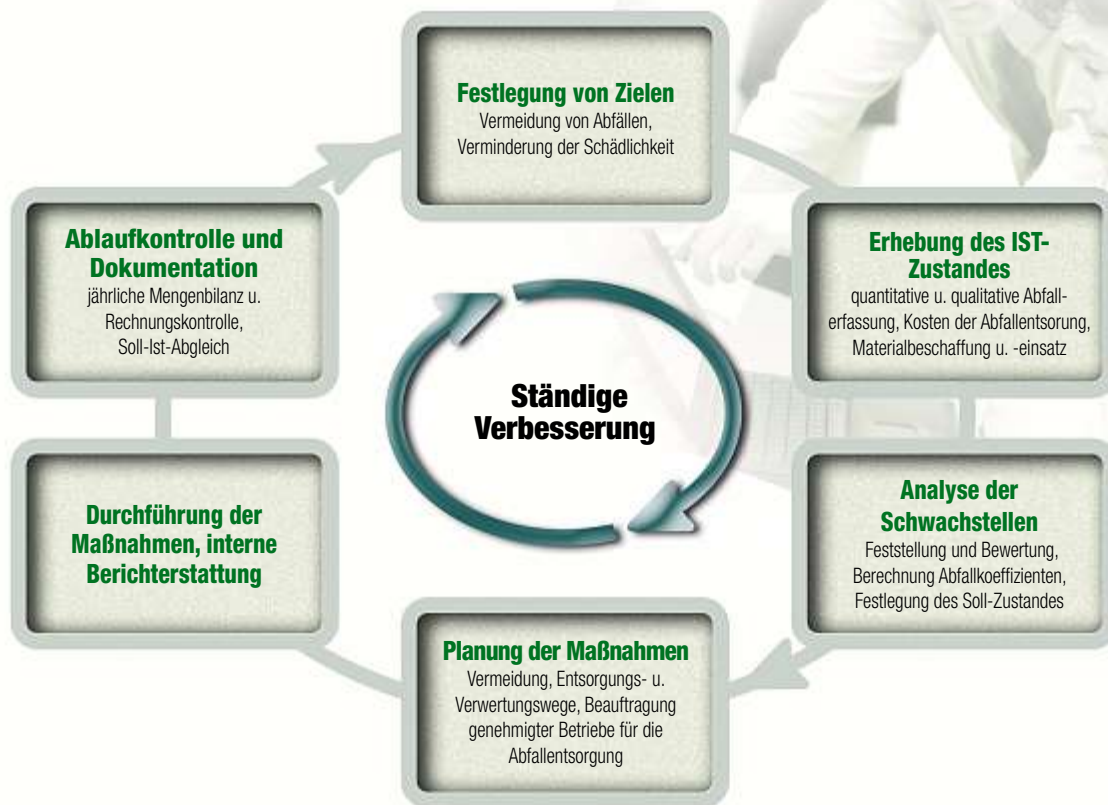 Festlegung von Zielen
Vermeidung von Abfällen,
Verminderung der Schädlichkeit
Erhebung des IST-
Zustandes
quantitative u. qualitative Abfall-
erfassung, Kosten der Abfallentsorung,
Materialbeschaffung u. -einsatz
Analyse der
Schwachstellen
Feststellung und Bewertung,
Berechnung Abfallkoeffizienten,
Festlegung des Soll-Zustandes
Planung der Maßnahmen
Vermeidung, Entsorgungs- u.
Verwertungswege, Beauftragung
genehmigter Betriebe für die
Abfallentsorgung
Durchführung der
Maßnahmen, interne
Berichterstattung
Ablaufkontrolle und
Dokumentation
jährliche Mengenbilanz u.
Rechnungskontrolle,
Soll-Ist-Abgleich
Ständige
Verbesserung